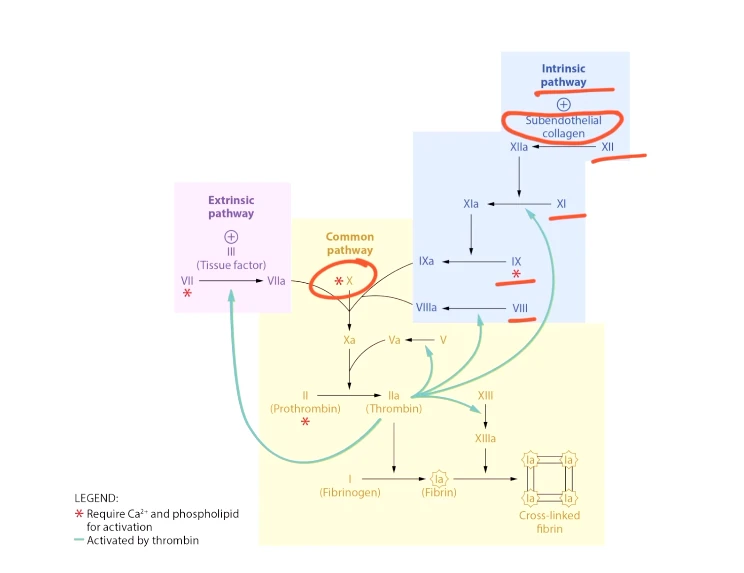 Intrinsic
pathway
+
Subendothelial
collagen
XIIa
XII
XIa
XI
Extrinsic
pathway
+
III
(Tissue factor)
VII
*
VIIa
Common
pathway
* X
IXa
IX
*
VIIIa
VIII
Xa
Va
V
II
(Prothrombin)
*
IIa
(Thrombin)
XIII
XIIIa
I
(Fibrinogen)
Ia
(Fibrin)
Ia
Ia
Ia
Ia
Cross-linked
fibrin
LEGEND:
* Require Ca²⁺ and phospholipid
for activation
Activated by thrombin